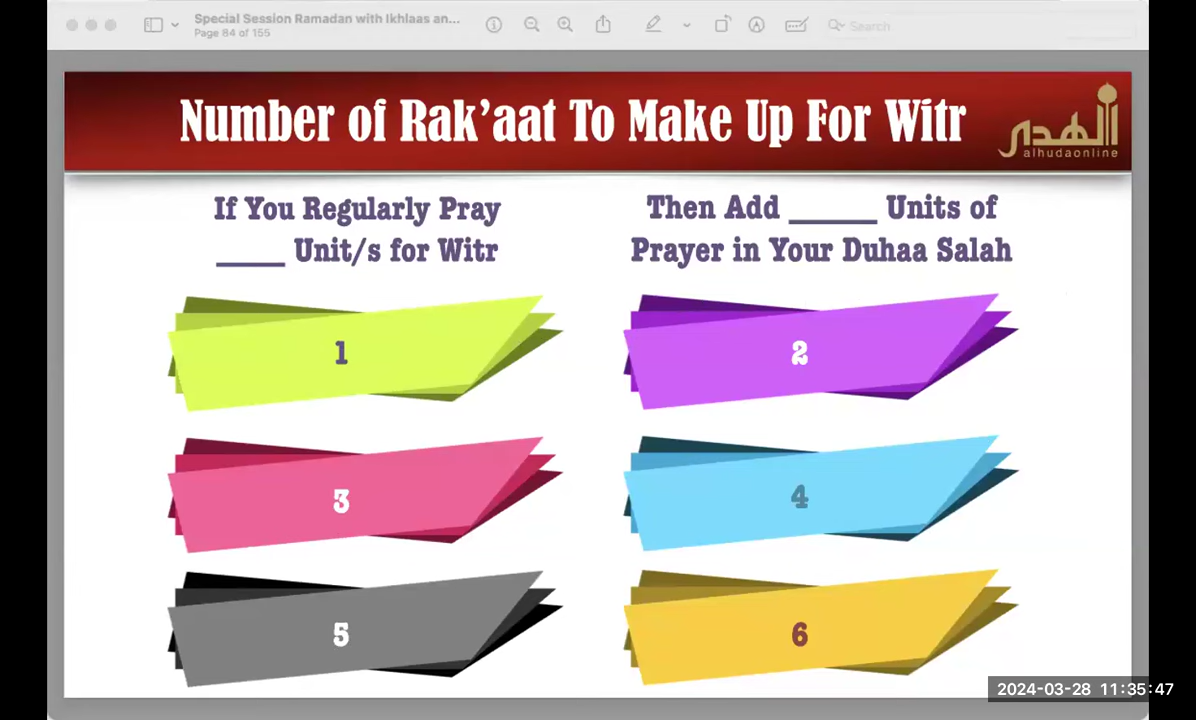 Special Session Ramadan with Ikhlaas an...
Page 84 of 155
Search
Number of Rak'aat To Make Up For Witr
الهدى
alhudaonline
If You Regularly Pray
_____ Unit/s for Witr
Then Add ______ Units of
Prayer in Your Duhaa Salah
1
2
3
4
5
6
2024-03-28 11:35:47